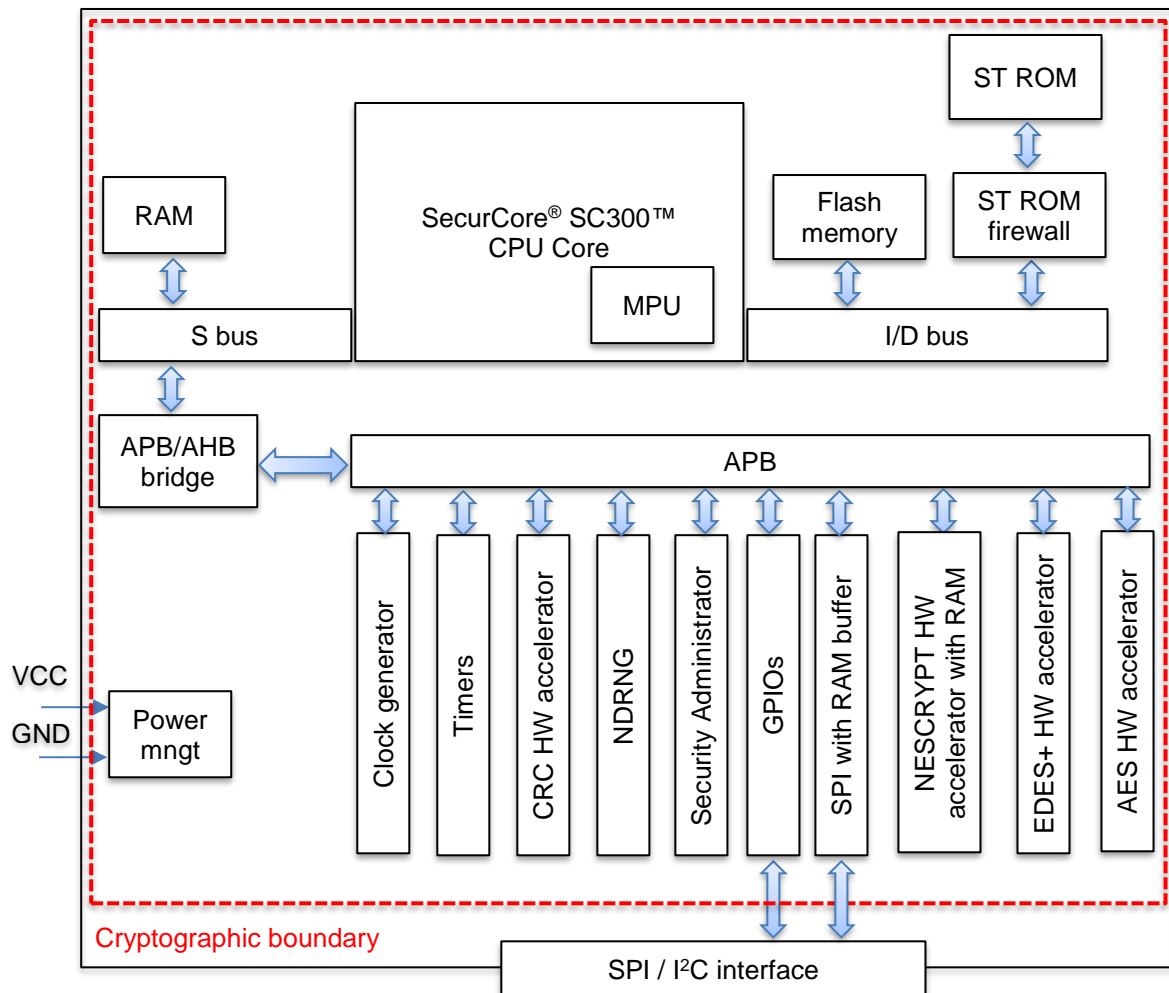 ST ROM
RAM
SecurCore® SC300™
CPU Core
MPU
Flash
memory
ST ROM
firewall
S bus
I/D bus
APB/AHB
bridge
APB
VCC
GND
Power
mngt
Clock generator
Timers
CRC HW accelerator
NDRNG
Security Administrator
GPIOs
SPI with RAM buffer
NESCRYPT HW
accelerator with RAM
EDES+ HW accelerator
AES HW accelerator
Cryptographic boundary
SPI / I²C interface